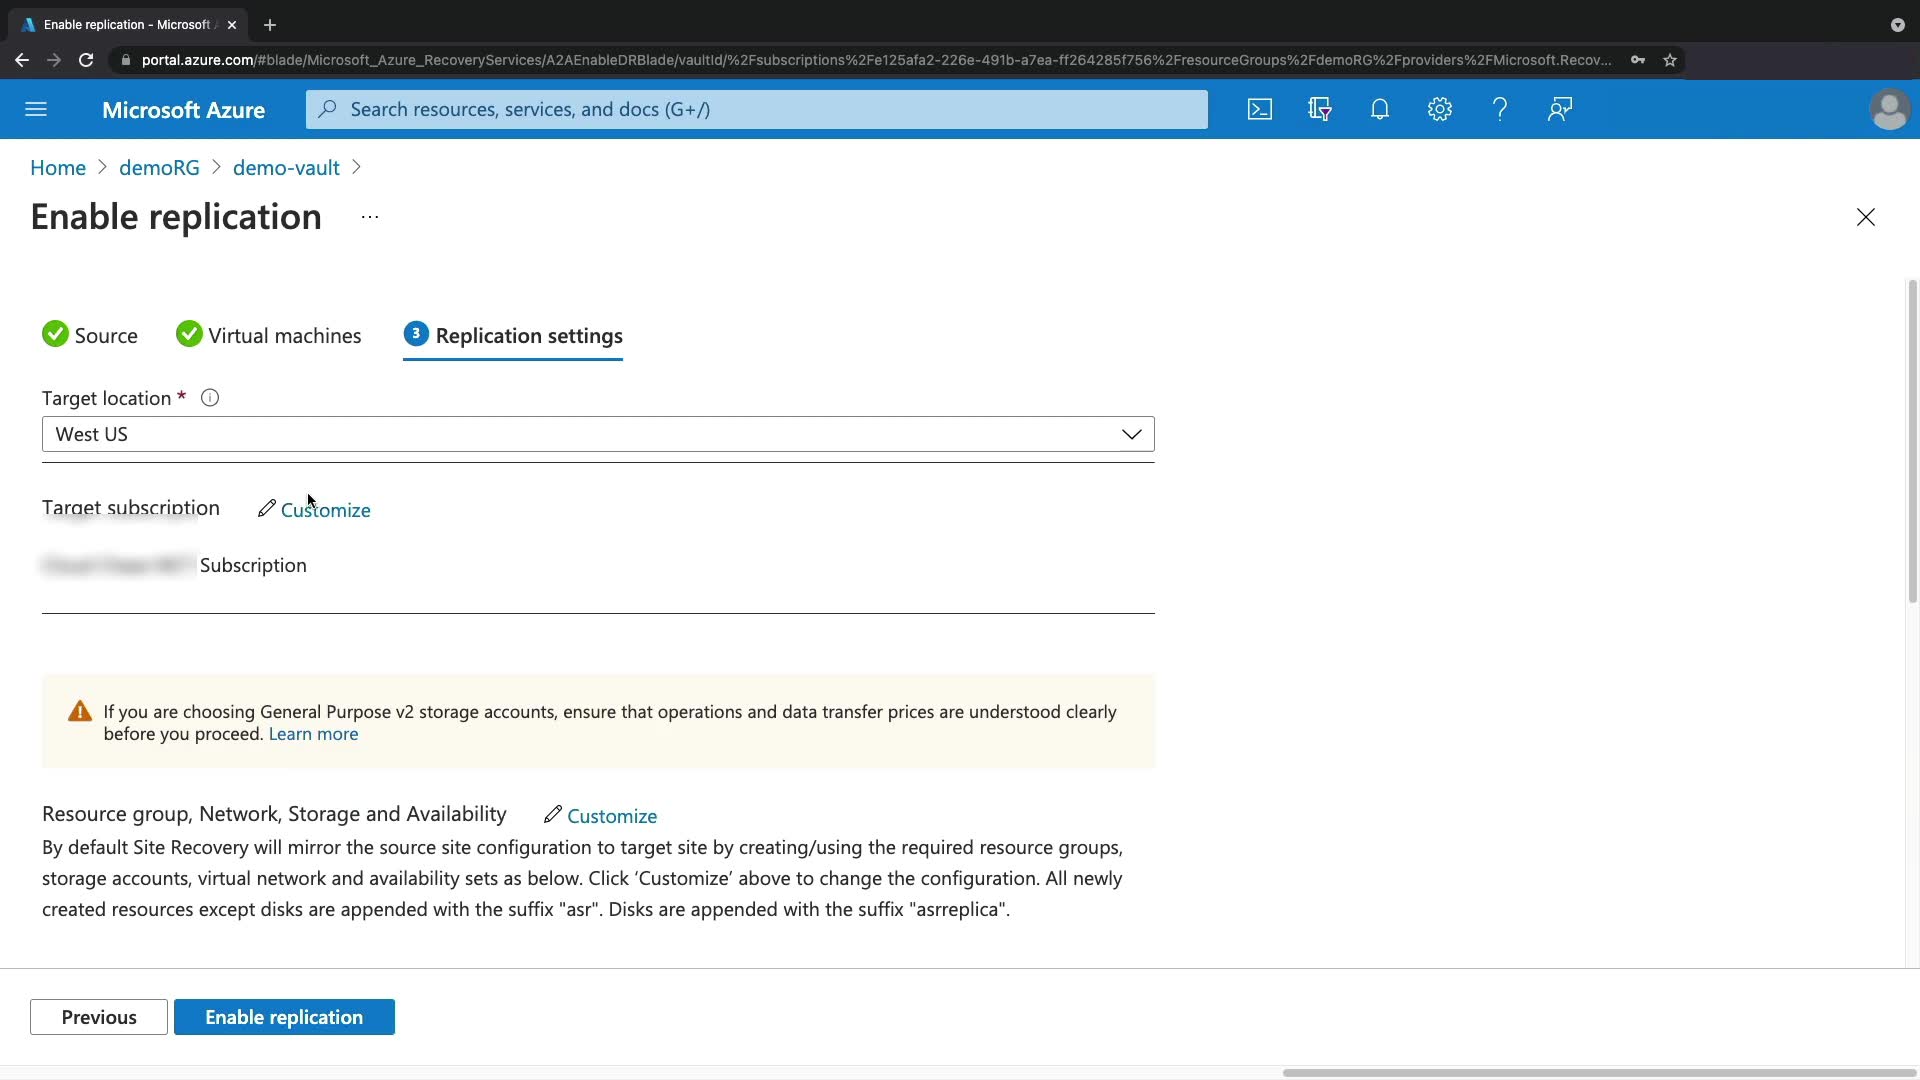 Enable replication - Microsoft A
portal.azure.com/#blade/Microsoft_Azure_RecoveryServices/A2AEnableDRBlade/vaultId/%2Fsubscriptions%2Fe125afa2-226e-491b-a7ea-ff264285f756%2FresourceGroups%2FdemoRG%2Fproviders%2FMicrosoft.Recov...
Microsoft Azure
Search resources, services, and docs (G+/)
Home > demoRG > demo-vault >
Enable replication ...
Source
Virtual machines
3 Replication settings
Target location *
West US
Target subscription
Customize
Subscription
If you are choosing General Purpose v2 storage accounts, ensure that operations and data transfer prices are understood clearly
before you proceed. Learn more
Resource group, Network, Storage and Availability
Customize
By default Site Recovery will mirror the source site configuration to target site by creating/using the required resource groups,
storage accounts, virtual network and availability sets as below. Click ‘Customize’ above to change the configuration. All newly
created resources except disks are appended with the suffix "asr". Disks are appended with the suffix "asrreplica".
Previous
Enable replication